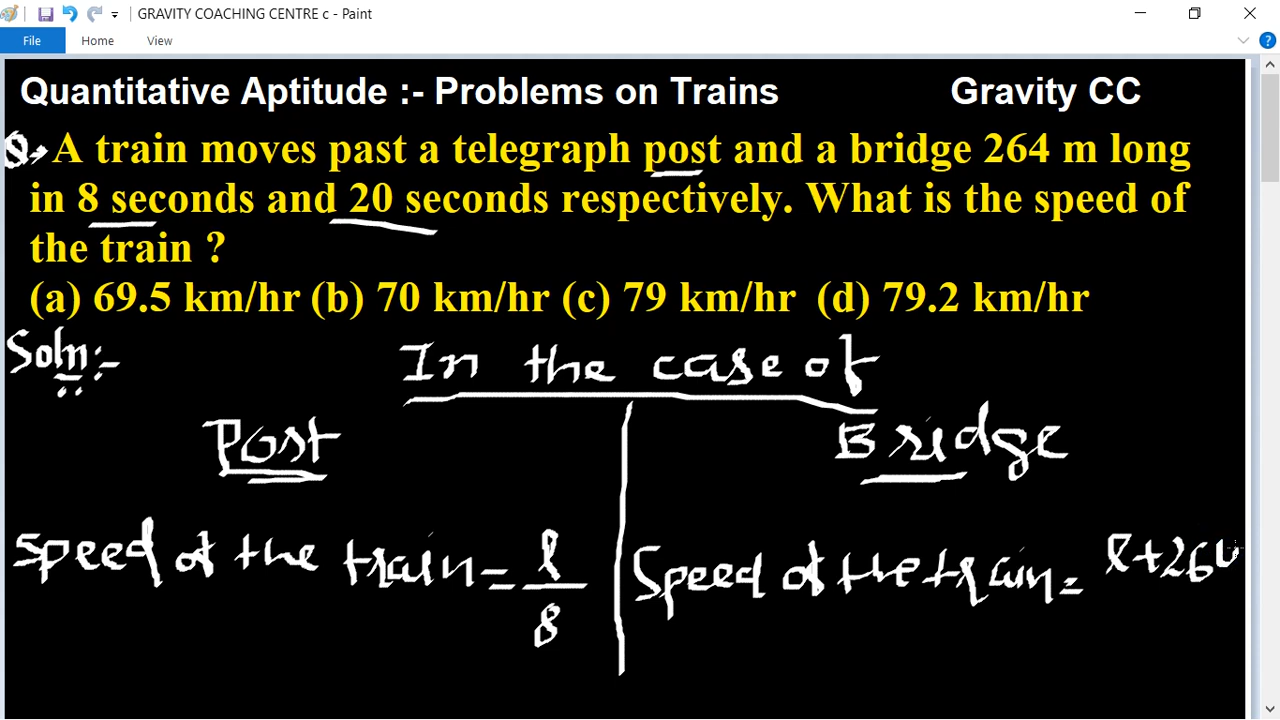 GRAVITY COACHING CENTRE c - Paint
File Home View
Quantitative Aptitude :- Problems on Trains Gravity CC
Q. A train moves past a telegraph post and a bridge 264 m long
in 8 seconds and 20 seconds respectively. What is the speed of
the train ?
(a) 69.5 km/hr (b) 70 km/hr (c) 79 km/hr (d) 79.2 km/hr
Soln:-
In the case of
Post Bridge
Speed of the train = l/8 Speed of the train = l+264